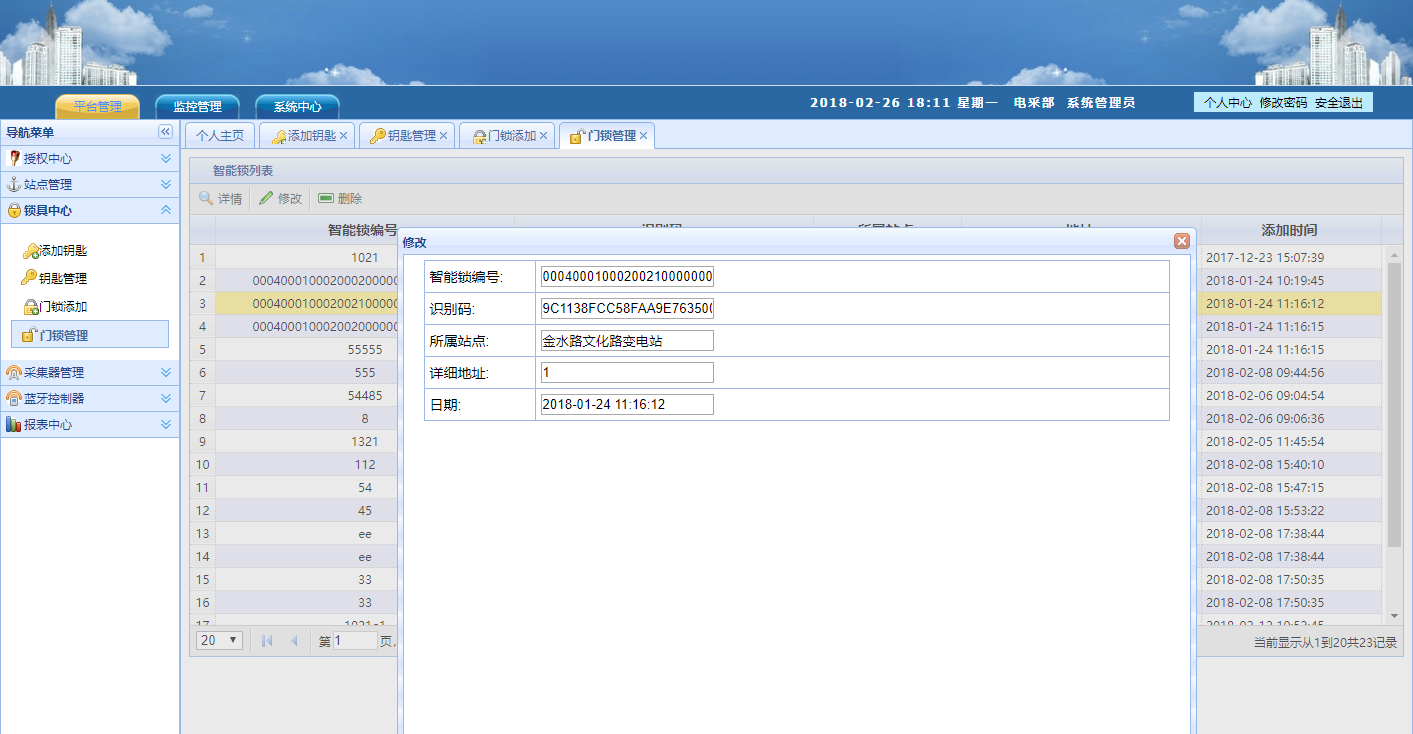 平台管理 监控管理 系统中心 2018-02-26 18:11 星期一 电采部 系统管理员 个人中心 修改密码 安全退出
导航菜单
个人主页 添加钥匙 钥匙管理 门锁添加 门锁管理
授权中心
站点管理
锁具中心
添加钥匙
钥匙管理
门锁添加
门锁管理
采集器管理
蓝牙控制器
报表中心
智能锁列表
详情 修改 删除
智能锁编号 识别码 所属站点 地址 添加时间
1 1021 2017-12-23 15:07:39
2 000400010002000200000 2018-01-24 10:19:45
3 000400010002002100000 2018-01-24 11:16:12
4 000400010002002000000 2018-01-24 11:16:15
5 55555 2018-01-24 11:16:15
6 555 2018-02-08 09:44:56
7 54485 2018-02-06 09:04:54
8 8 2018-02-06 09:06:36
9 1321 2018-02-05 11:45:54
10 112 2018-02-08 15:40:10
11 54 2018-02-08 15:47:15
12 45 2018-02-08 15:53:22
13 ee 2018-02-08 17:38:44
14 ee 2018-02-08 17:38:44
15 33 2018-02-08 17:50:35
16 33 2018-02-08 17:50:35
17
20 第 1 页, 当前显示从1到20共23记录
修改
智能锁编号: 00040001000200210000000
识别码: 9C1138FCC58FAA9E76350
所属站点: 金水路文化路变电站
详细地址: 1
日期: 2018-01-24 11:16:12